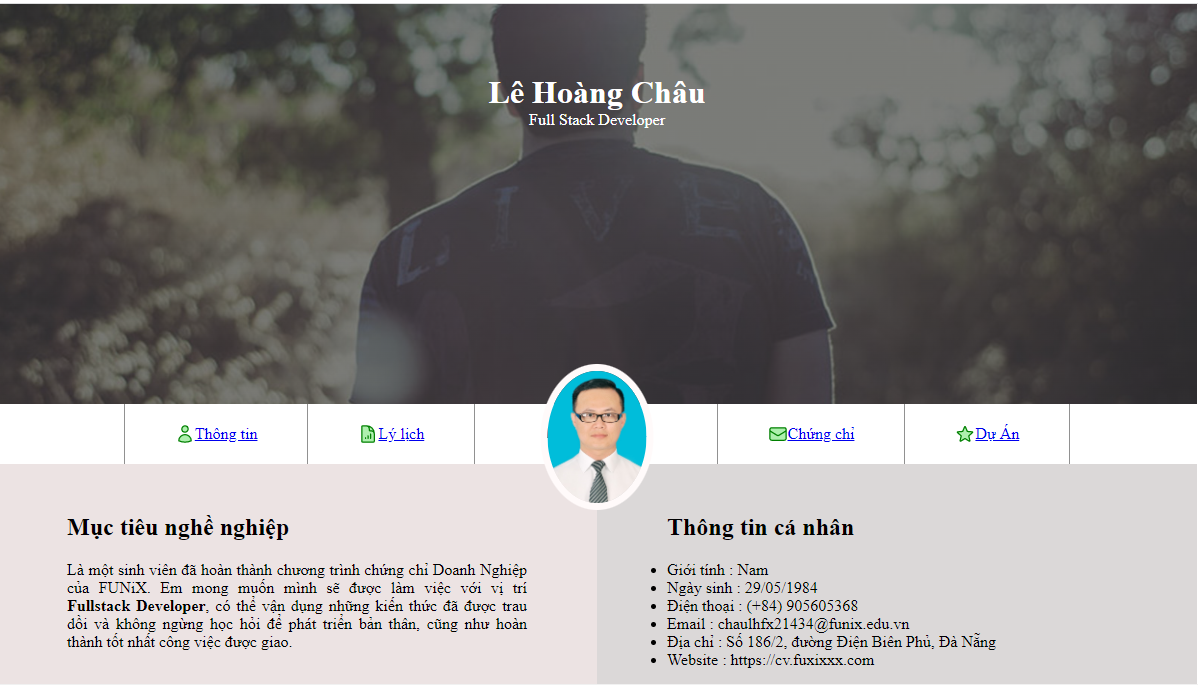 Lê Hoàng Châu
Full Stack Developer
LIVE
Thông tin
Lý lịch
Chứng chỉ
Dự Án
Mục tiêu nghề nghiệp
Là một sinh viên đã hoàn thành chương trình chứng chỉ Doanh Nghiệp
của FUNiX. Em mong muốn mình sẽ được làm việc với vị trí
Fullstack Developer, có thể vận dụng những kiến thức đã được trau
dồi và không ngừng học hỏi để phát triển bản thân, cũng như hoàn
thành tốt nhất công việc được giao.
Thông tin cá nhân
Giới tính : Nam
Ngày sinh : 29/05/1984
Điện thoại : (+84) 905605368
Email : chaulhfx21434@funix.edu.vn
Địa chỉ : Số 186/2, đường Điện Biên Phủ, Đà Nẵng
Website : https://cv.fuxixxx.com